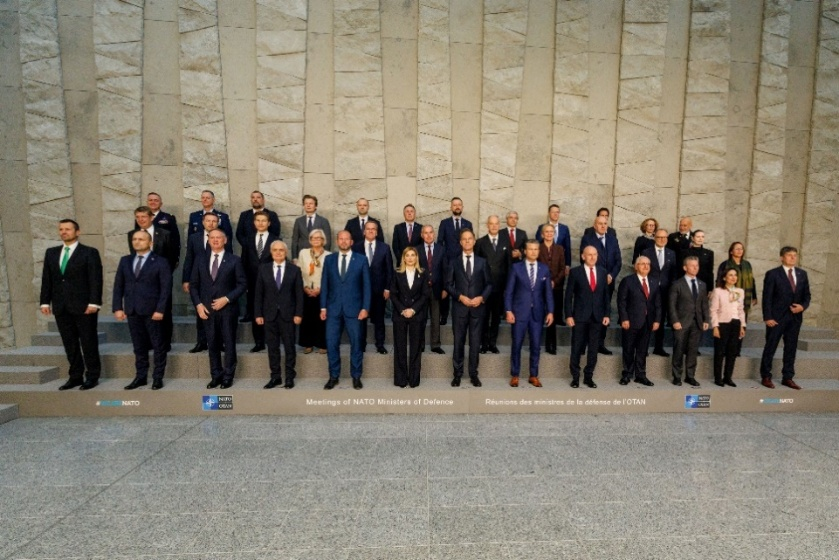 #WEARENATO
NATO
OTAN
Meetings of NATO Ministers of Defence
Réunions des ministres de la défense de l'OTAN
NATO
OTAN
#WEARENATO